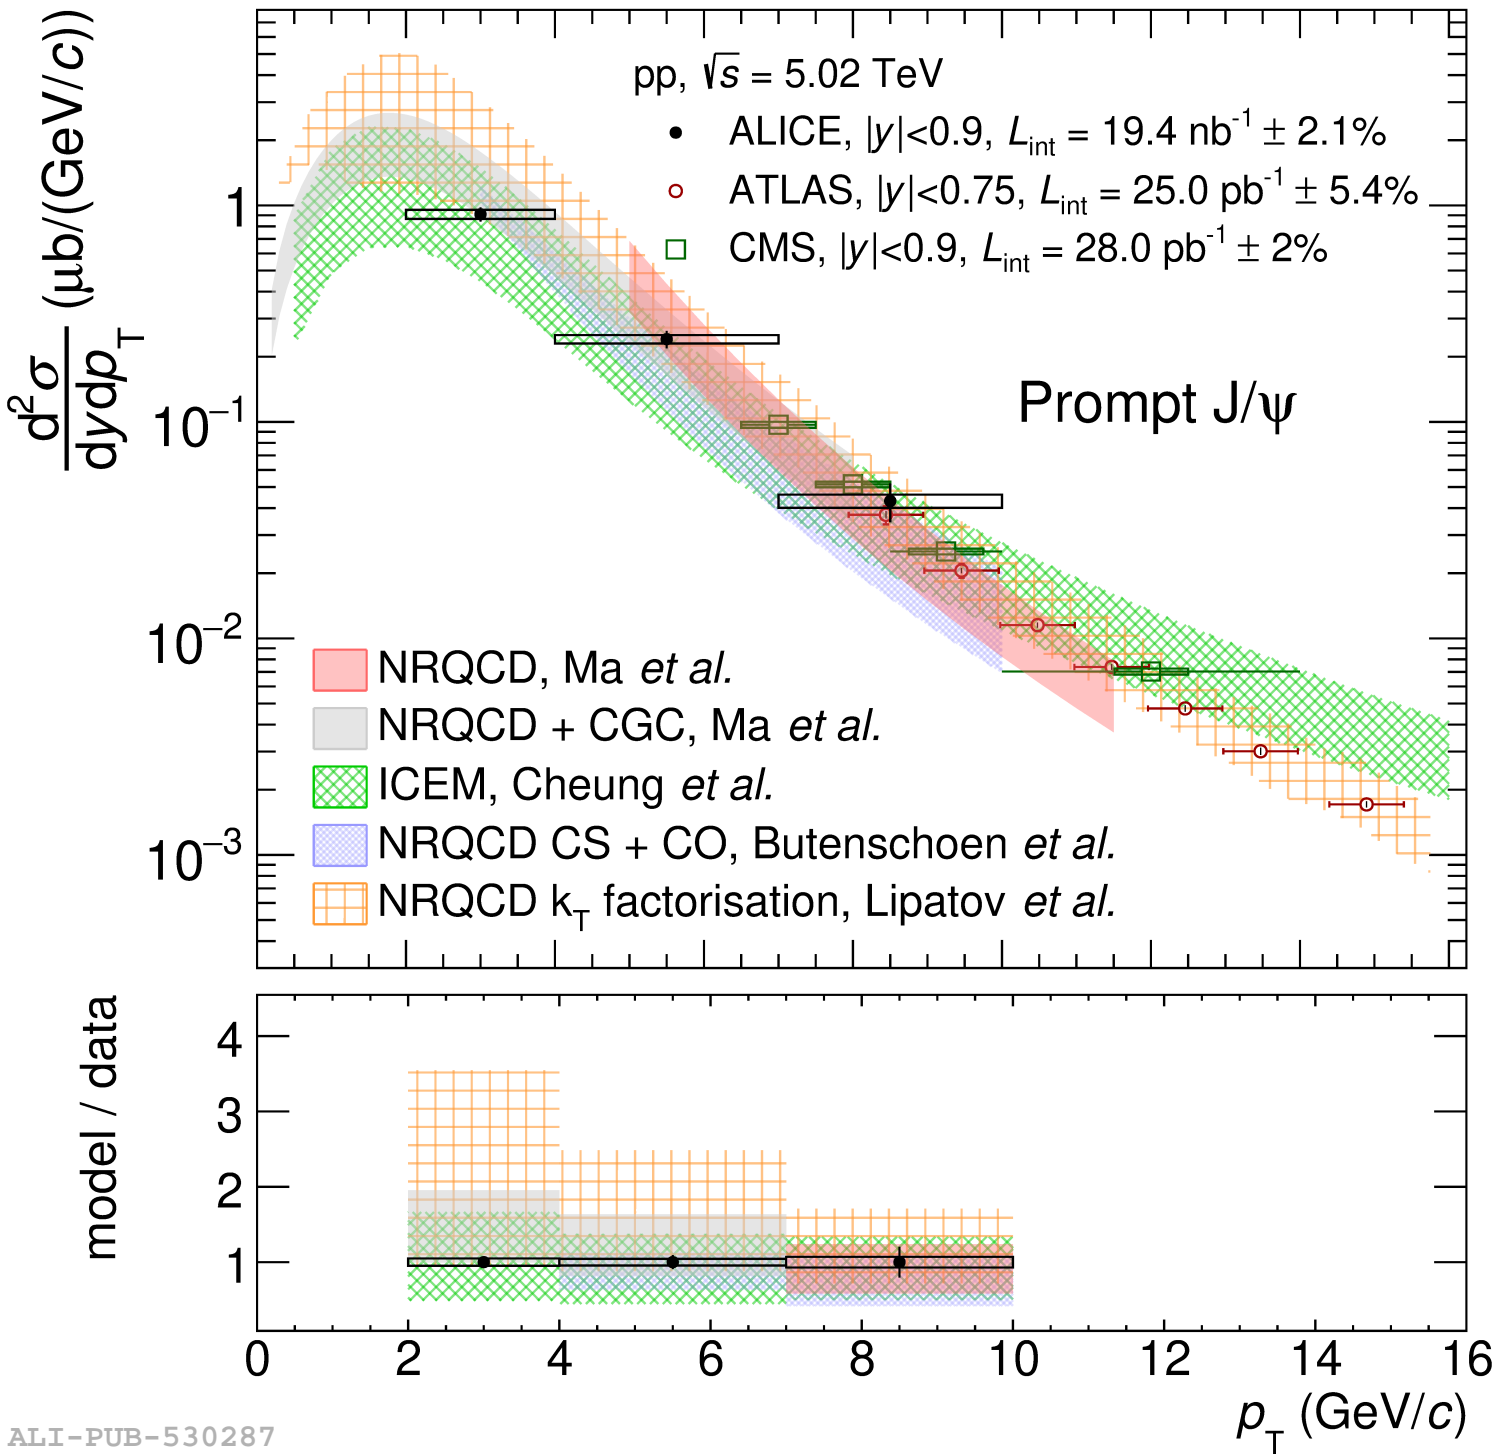 pp, √s = 5.02 TeV
ALICE, |y|<0.9, L_int = 19.4 nb⁻¹ ± 2.1%
ATLAS, |y|<0.75, L_int = 25.0 pb⁻¹ ± 5.4%
CMS, |y|<0.9, L_int = 28.0 pb⁻¹ ± 2%
d²σ/dydp_T (μb/(GeV/c))
1
10⁻¹
10⁻²
10⁻³
Prompt J/ψ
NRQCD, Ma et al.
NRQCD + CGC, Ma et al.
ICEM, Cheung et al.
NRQCD CS + CO, Butenschoen et al.
NRQCD k_T factorisation, Lipatov et al.
model / data
4
3
2
1
0 2 4 6 8 10 12 14 16
p_T (GeV/c)
ALI-PUB-530287